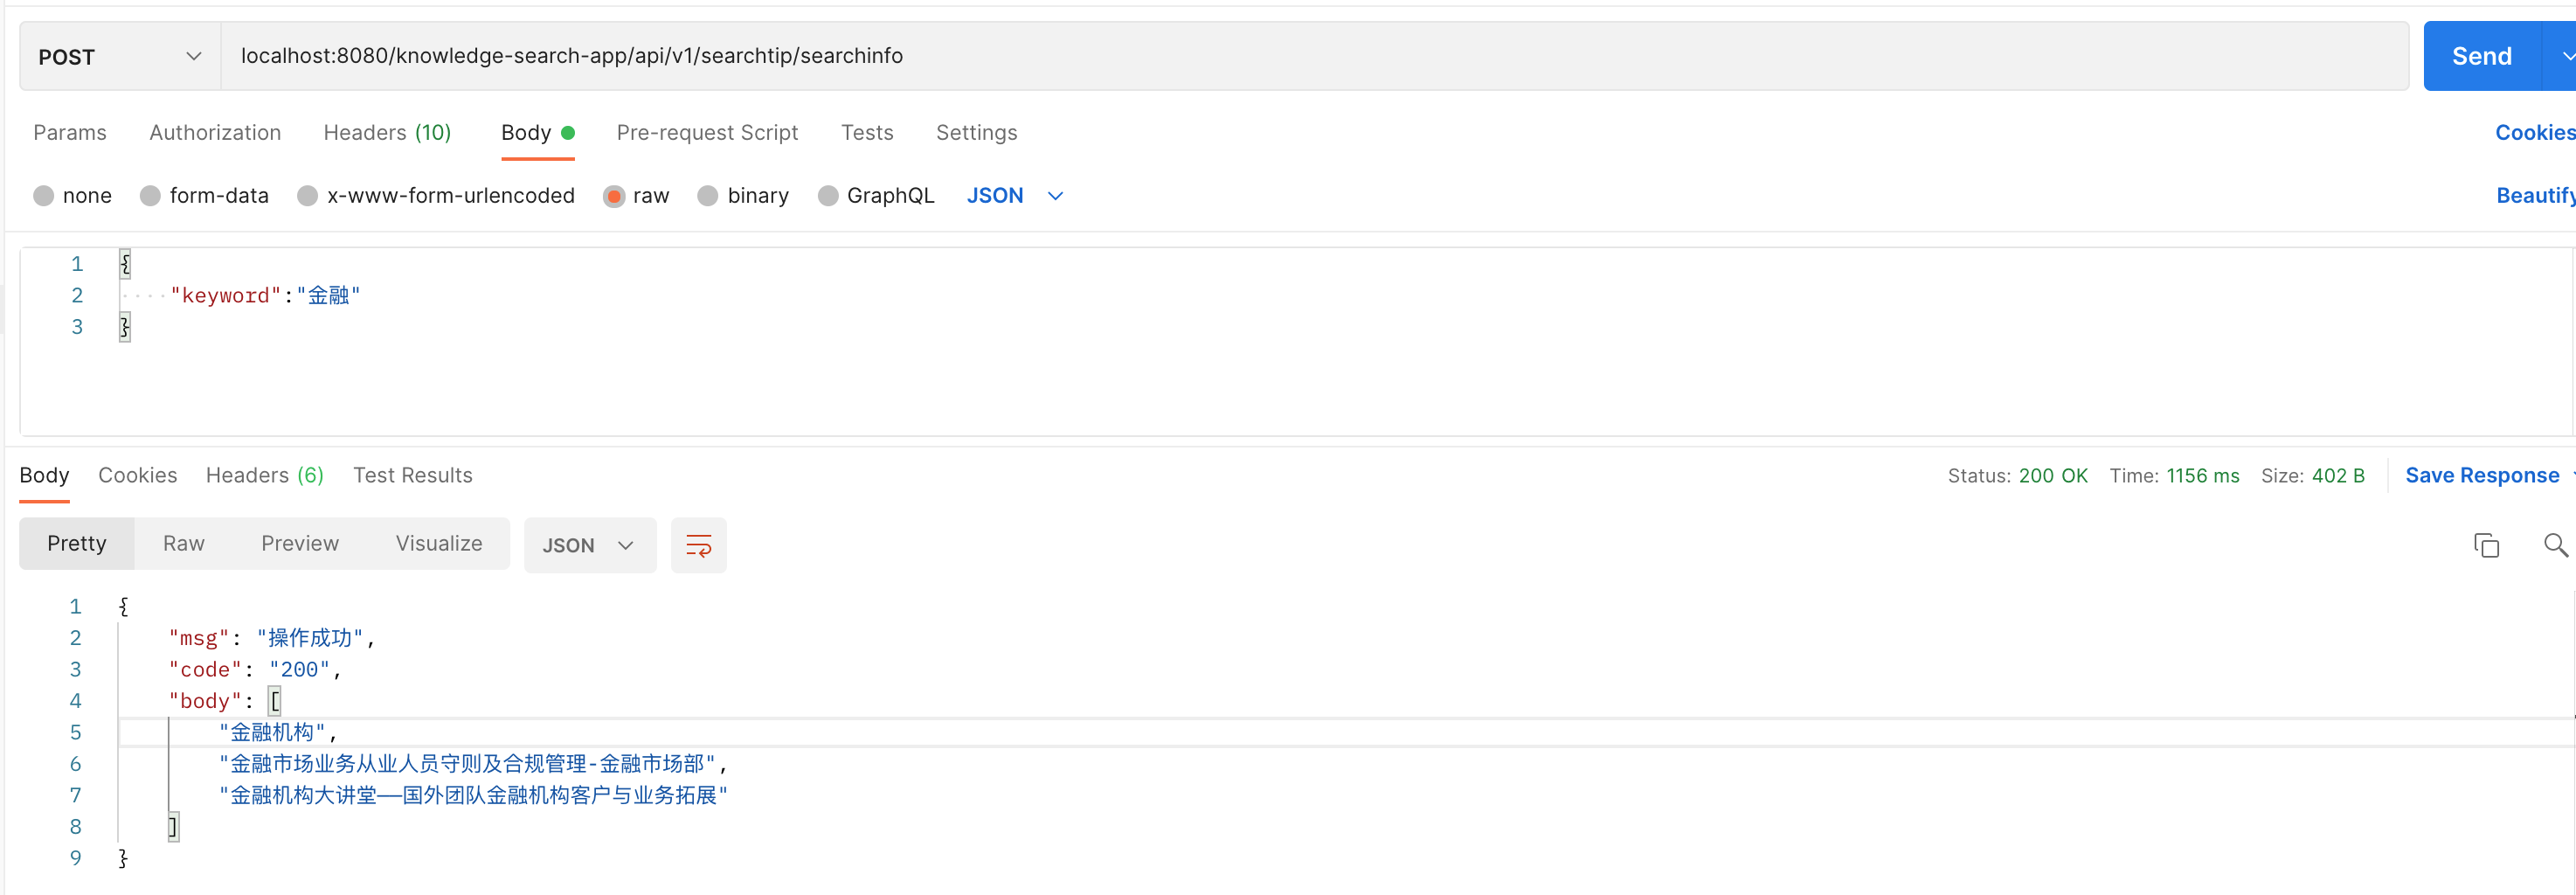 POST localhost:8080/knowledge-search-app/api/v1/searchtip/searchinfo Send
Params Authorization Headers (10) Body Pre-request Script Tests Settings Cookies
none form-data x-www-form-urlencoded raw binary GraphQL JSON Beautify
1 {
2 ····"keyword":"金融"
3 }
Body Cookies Headers (6) Test Results Status: 200 OK Time: 1156 ms Size: 402 B Save Response
Pretty Raw Preview Visualize JSON
1 {
2 "msg": "操作成功",
3 "code": "200",
4 "body": [
5 "金融机构",
6 "金融市场业务从业人员守则及合规管理-金融市场部",
7 "金融机构大讲堂——国外团队金融机构客户与业务拓展"
8 ]
9 }